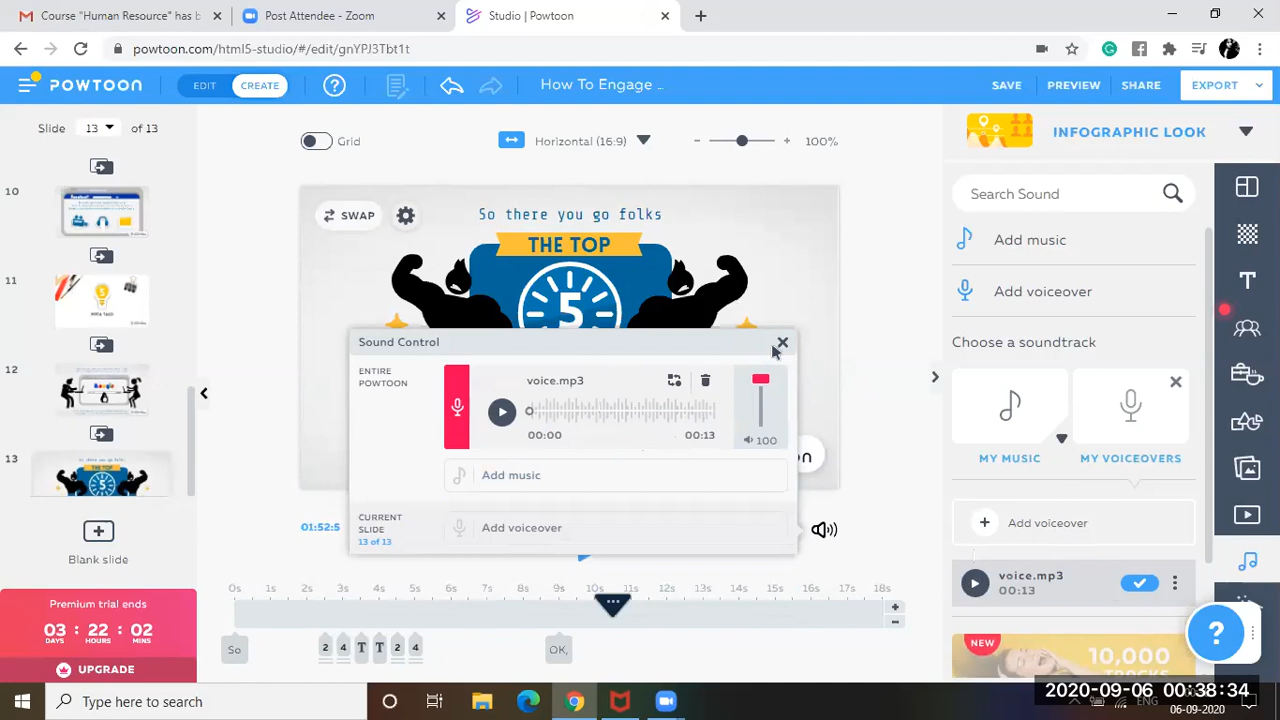 Course "Human Resource" has b
Post Attendee - Zoom
Studio | Powtoon
powtoon.com/html5-studio/#/edit/gnYPJ3Tbt1t
POWTOON
EDIT
CREATE
How To Engage ..
SAVE
PREVIEW
SHARE
EXPORT
Slide
13
of 13
Grid
Horizontal (16:9)
100%
INFOGRAPHIC LOOK
10
11
12
13
SWAP
So there you go folks
THE TOP
5
Search Sound
Add music
Add voiceover
Choose a soundtrack
MY MUSIC
MY VOICEOVERS
Add voiceover
voice.mp3
00:13
NEW
10,000
Sound Control
ENTIRE
POWTOON
voice.mp3
00:00
00:13
100
Add music
CURRENT
SLIDE
13 of 13
Add voiceover
on
01:52:5
Blank slide
0s 1s 2s 3s 4s 5s 6s 7s 8s 9s 10s 11s 12s 13s 14s 15s 16s 17s 18s
So
2 4 T T 2 4
OK,
Premium trial ends
03 : 22 : 02
DAYS HOURS MINS
UPGRADE
Type here to search
ENG
2020-09-06 00:38:34
06-09-2020